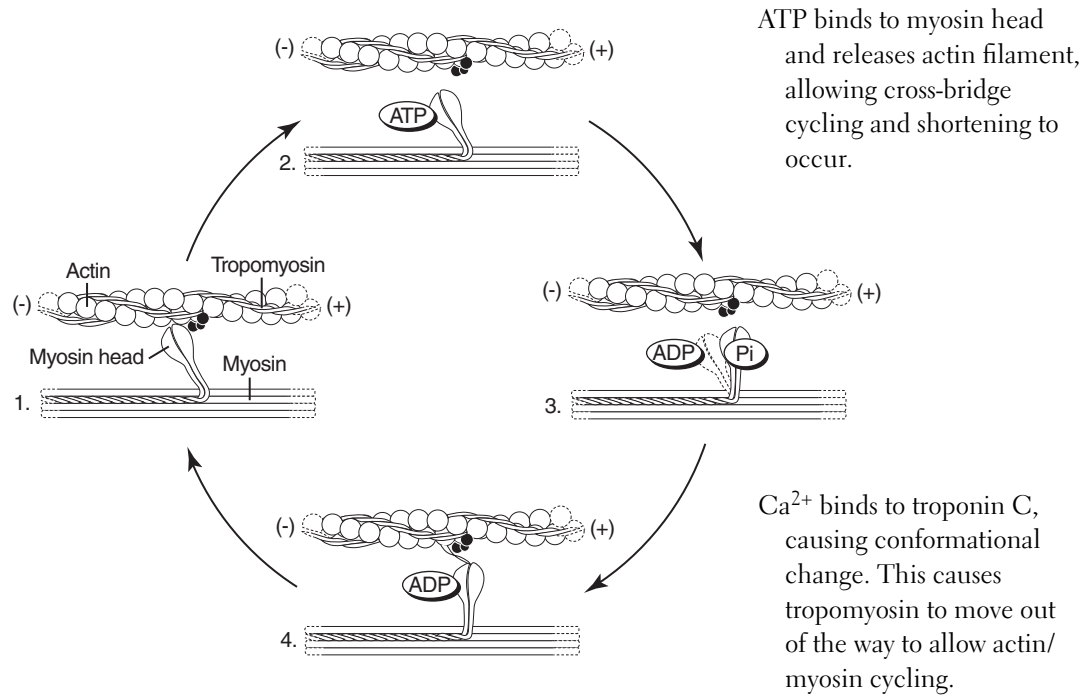 ATP binds to myosin head
and releases actin filament,
allowing cross-bridge
cycling and shortening to
occur.
(-)
(+)
ATP
2.
Actin
Tropomyosin
(-)
(+)
Myosin head
Myosin
1.
(-)
(+)
ADP
Pi
3.
(-)
(+)
ADP
4.
Ca²⁺ binds to troponin C,
causing conformational
change. This causes
tropomyosin to move out
of the way to allow actin/
myosin cycling.